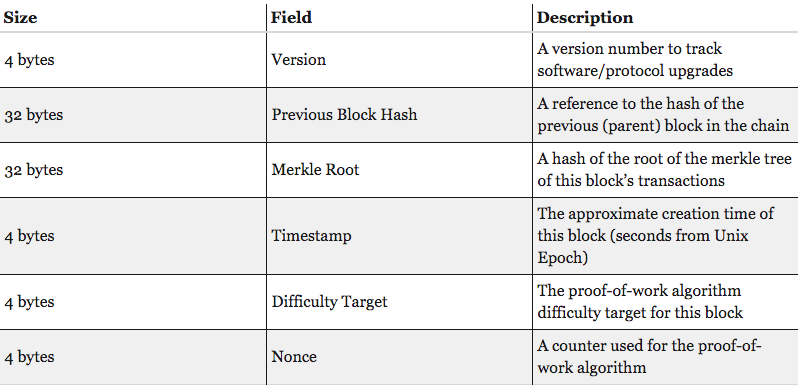 Size Field Description
4 bytes Version A version number to track
software/protocol upgrades
32 bytes Previous Block Hash A reference to the hash of the
previous (parent) block in the chain
32 bytes Merkle Root A hash of the root of the merkle tree
of this block’s transactions
4 bytes Timestamp The approximate creation time of
this block (seconds from Unix
Epoch)
4 bytes Difficulty Target The proof-of-work algorithm
difficulty target for this block
4 bytes Nonce A counter used for the proof-of-
work algorithm